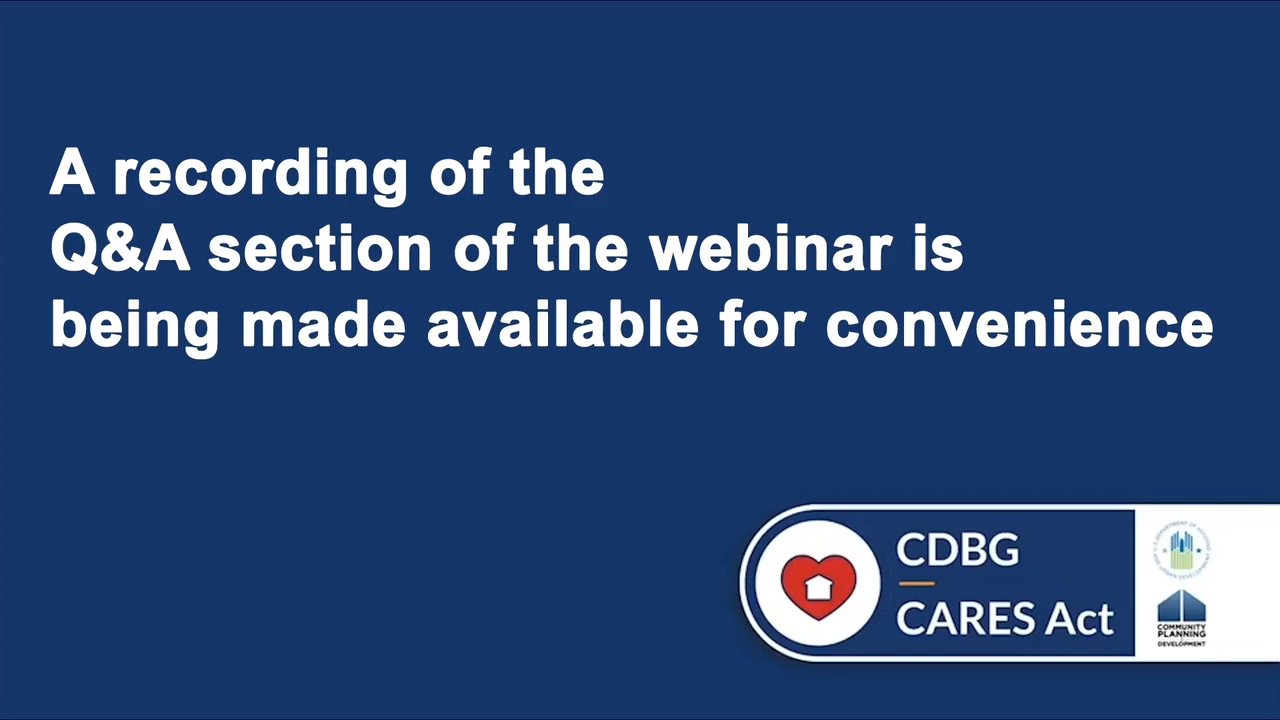 A recording of the
Q&A section of the webinar is
being made available for convenience
CDBG
CARES Act
COMMUNITY
PLANNING
DEVELOPMENT